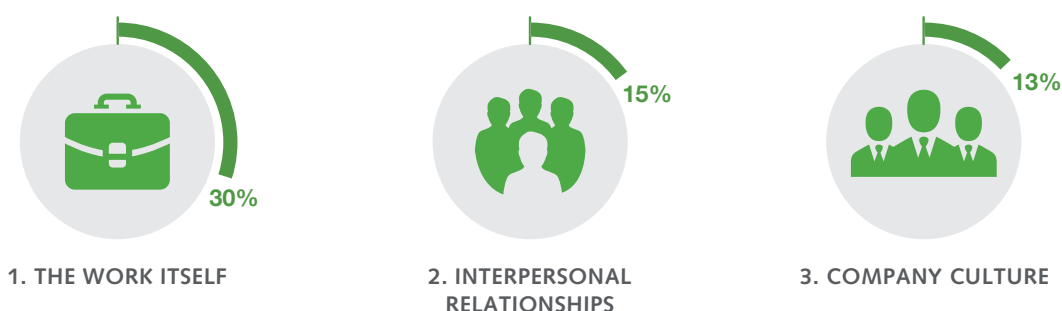 30%
15%
13%
1. THE WORK ITSELF
2. INTERPERSONAL
RELATIONSHIPS
3. COMPANY CULTURE